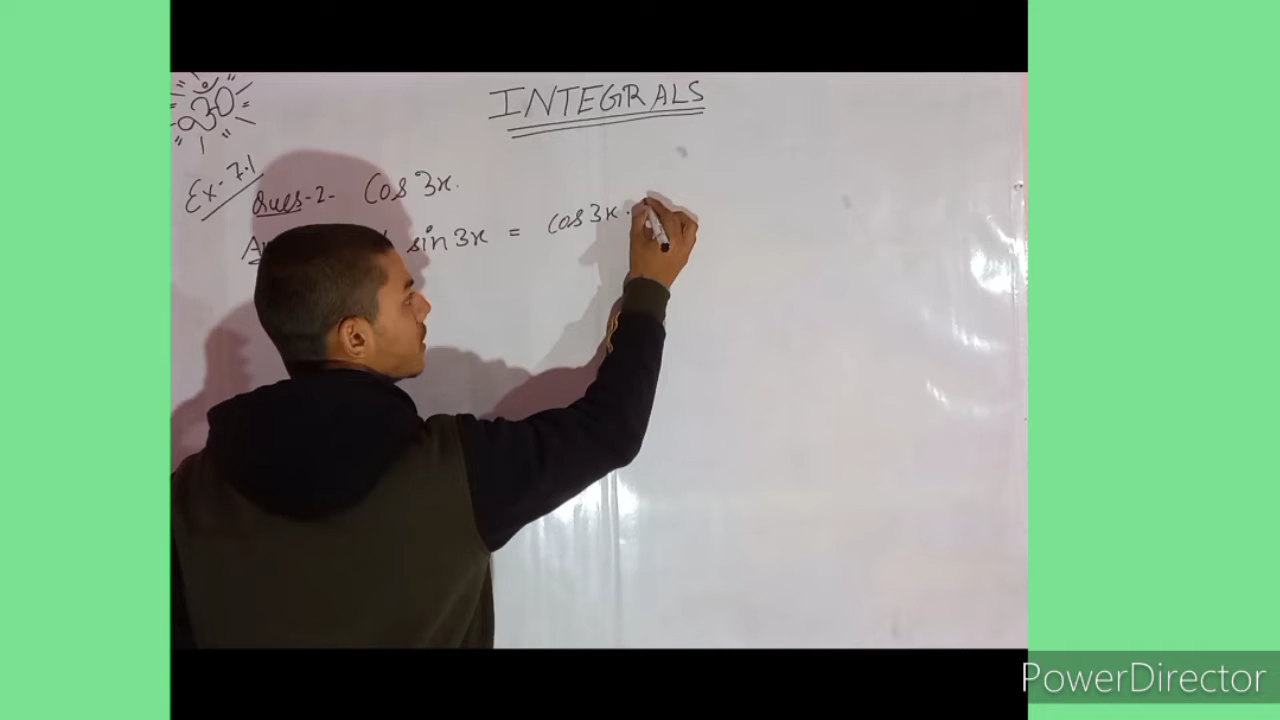 ॐ
INTEGRALS
Ex-7.1
Ques-2- Cos 3x.
sin 3x = cos 3x.
PowerDirector